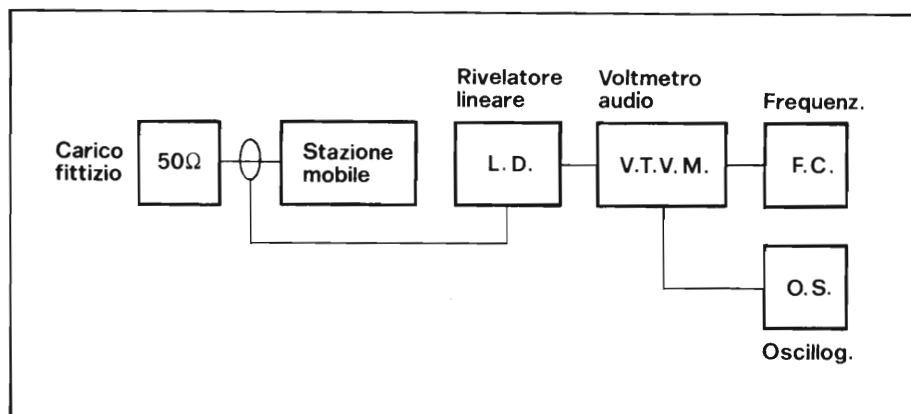 Carico
fittizio
50Ω
Stazione
mobile
Rivelatore
lineare
L. D.
Voltmetro
audio
V.T.V.M.
Frequenz.
F.C.
O.S.
Oscillog.